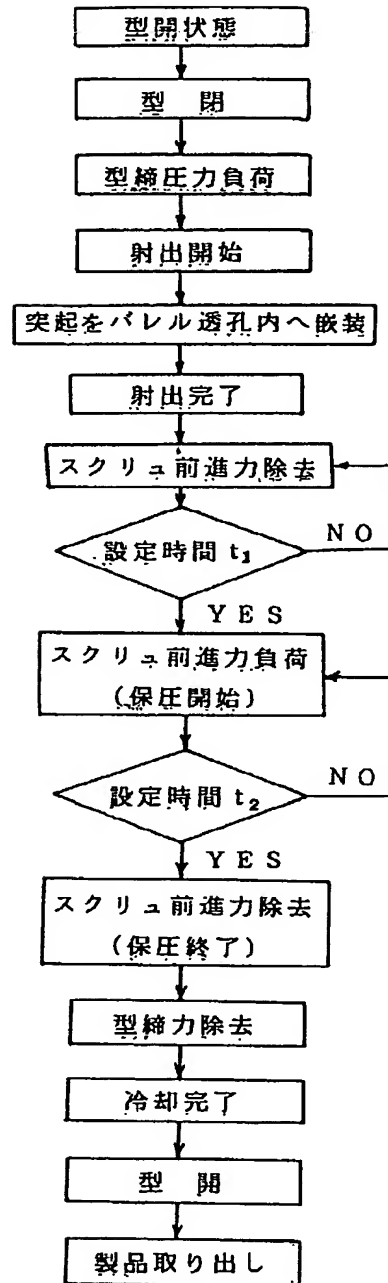 型開状態
型 閉
型締圧力負荷
射出開始
突起をバレル透孔内へ嵌装
射出完了
スクリュ前進力除去
設定時間 t₁
NO
YES
スクリュ前進力負荷
(保圧開始)
設定時間 t₂
NO
YES
スクリュ前進力除去
(保圧終了)
型締力除去
冷却完了
型 開
製品取り出し